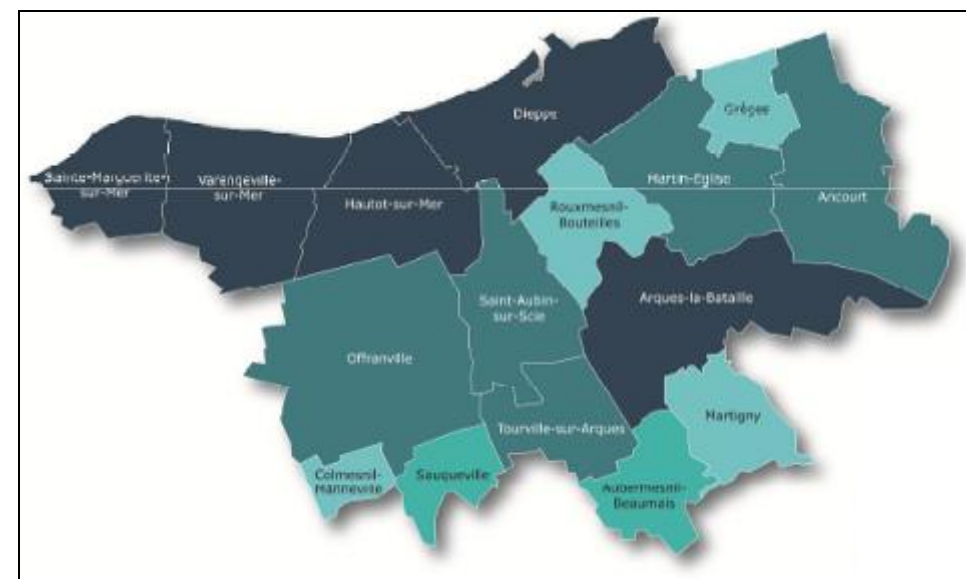 Dieppe
Grèges
Sainte-Marguerite-
sur-Mer
Varengeville-
sur-Mer
Hautot-sur-Mer
Martin-Eglise
Ancourt
Rouxmesnil-
Bouteilles
Saint-Aubin-
sur-Scie
Arques-la-Bataille
Offranville
Tourville-sur-Arques
Martigny
Colmesnil-
Manneville
Sauqueville
Aubermesnil-
Beaumais